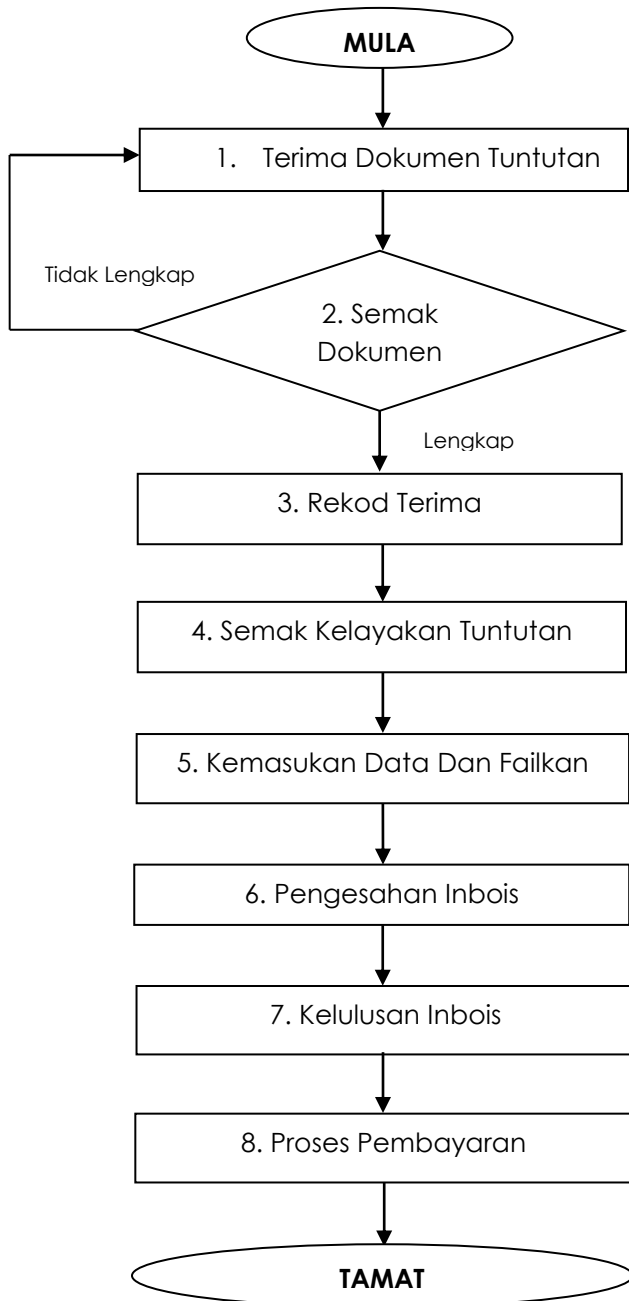 MULA
1. Terima Dokumen Tuntutan
Tidak Lengkap
2. Semak
Dokumen
Lengkap
3. Rekod Terima
4. Semak Kelayakan Tuntutan
5. Kemasukan Data Dan Failkan
6. Pengesahan Inbois
7. Kelulusan Inbois
8. Proses Pembayaran
TAMAT